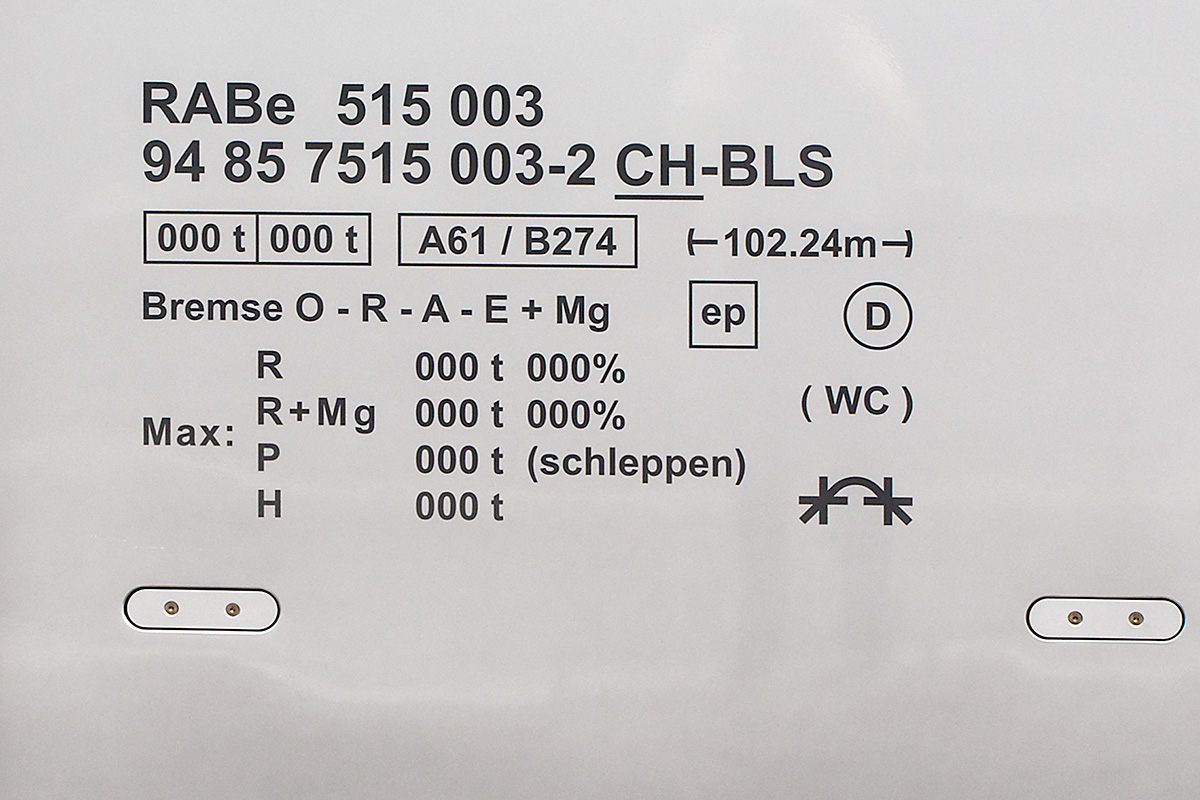 RABe 515 003
94 85 7515 003-2 CH-BLS
000 t 000 t A61 / B274 102.24m
Bremse O - R - A - E + Mg ep D
R 000 t 000%
R+Mg 000 t 000% (WC)
Max:
P 000 t (schleppen)
H 000 t